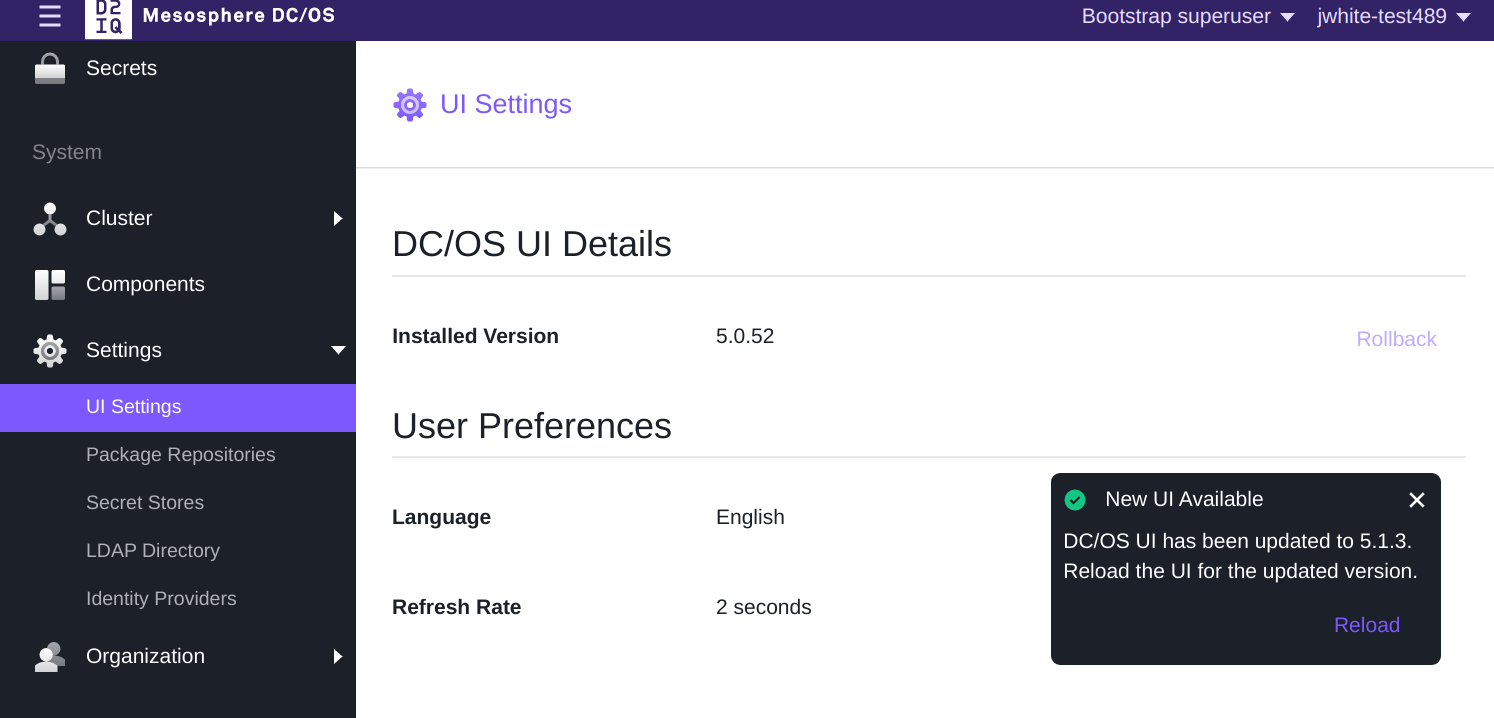 D2
IQ
Mesosphere DC/OS
Bootstrap superuser
jwhite-test489
Secrets
System
Cluster
Components
Settings
UI Settings
Package Repositories
Secret Stores
LDAP Directory
Identity Providers
Organization
UI Settings
DC/OS UI Details
Installed Version 5.0.52 Rollback
User Preferences
Language English
Refresh Rate 2 seconds
New UI Available
DC/OS UI has been updated to 5.1.3.
Reload the UI for the updated version.
Reload